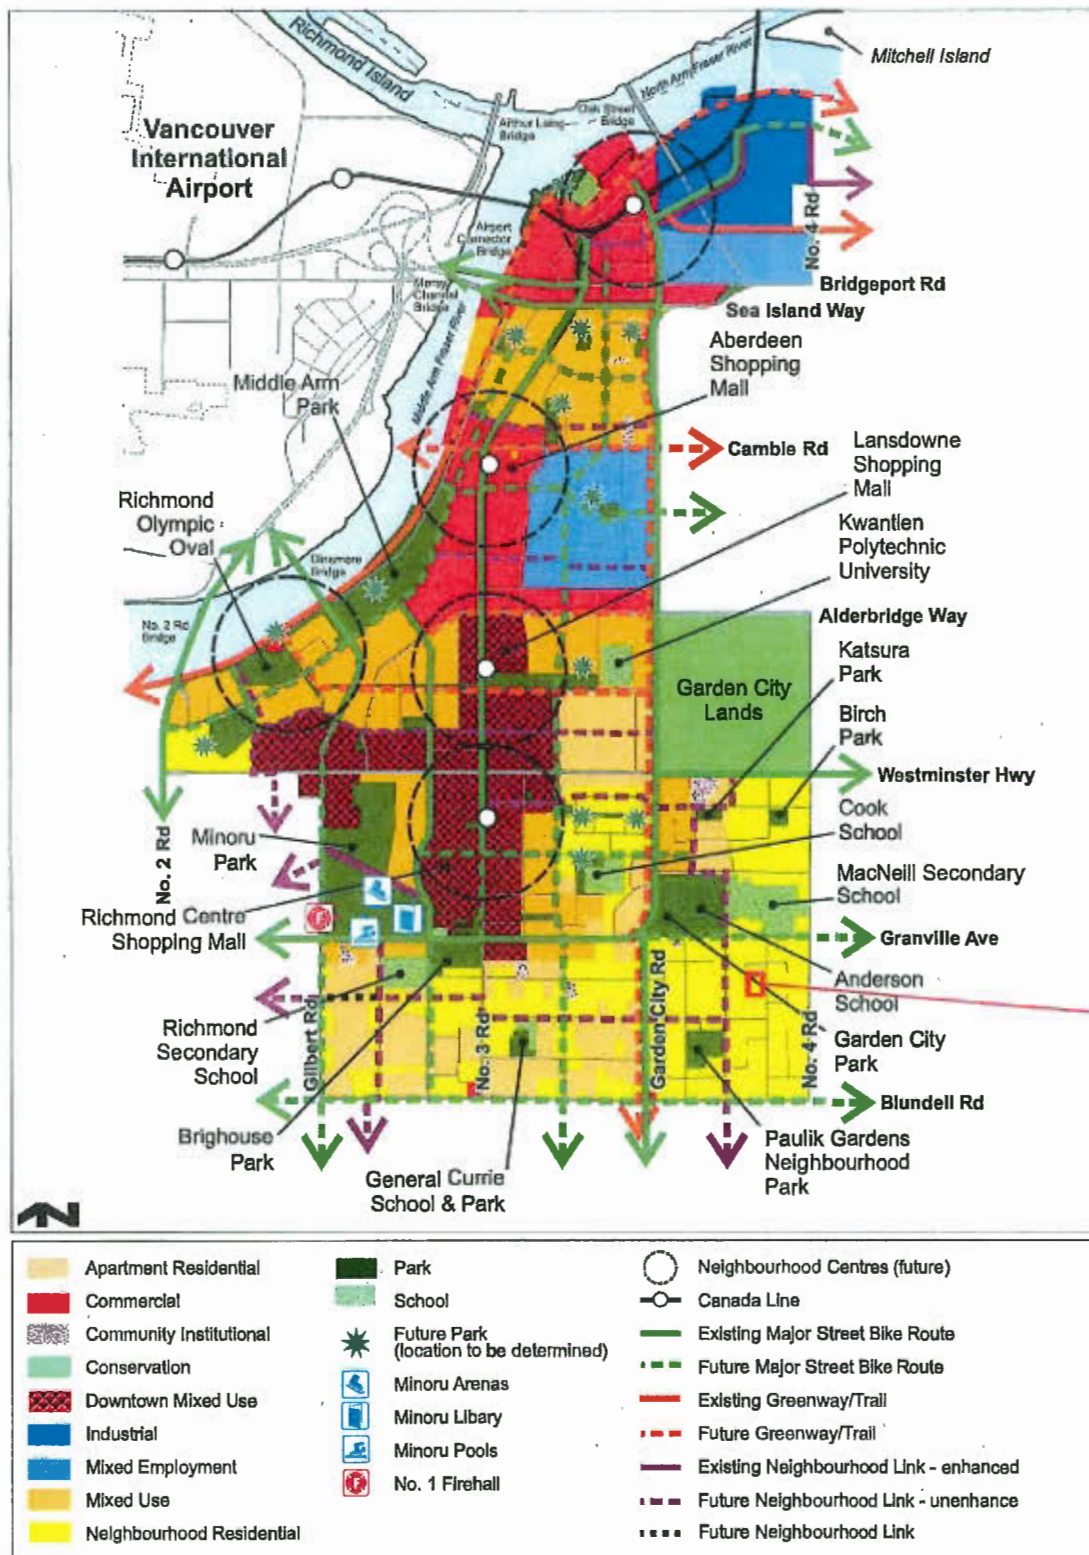 Mitchell Island
Richmond Island
North Arm Fraser River
Oak Street
Bridge
Arthur Laing
Bridge
Vancouver
International
Airport
No. 4 Rd
Airport
Connector
Bridge
Bridgeport Rd
Sea Island Way
Moray
Channel
Bridge
Middle Arm Fraser River
Aberdeen
Shopping
Mall
Middle Arm
Park
Cambie Rd
Lansdowne
Shopping
Mall
Richmond
Olympic
Oval
Kwantlen
Polytechnic
University
Dinsmore
Bridge
No. 2 Rd
Bridge
Alderbridge Way
Katsura
Park
Garden City
Lands
Birch
Park
Westminster Hwy
No. 2 Rd
Minoru
Park
Cook
School
MacNeill Secondary
School
Richmond Centre
Shopping Mall
Granville Ave
Anderson
School
Gilbert Rd
No. 3 Rd
Garden City Rd
No. 4 Rd
Richmond
Secondary
School
Garden City
Park
Blundell Rd
Brighouse
Park
General Currie
School & Park
Paulik Gardens
Neighbourhood
Park
N
Apartment Residential
Commercial
Community Institutional
Conservation
Downtown Mixed Use
Industrial
Mixed Employment
Mixed Use
Neighbourhood Residential
Park
School
Future Park
(location to be determined)
Minoru Arenas
Minoru Libary
Minoru Pools
F
No. 1 Firehall
Neighbourhood Centres (future)
Canada Line
Existing Major Street Bike Route
Future Major Street Bike Route
Existing Greenway/Trail
Future Greenway/Trail
Existing Neighbourhood Link - enhanced
Future Neighbourhood Link - unenhance
Future Neighbourhood Link